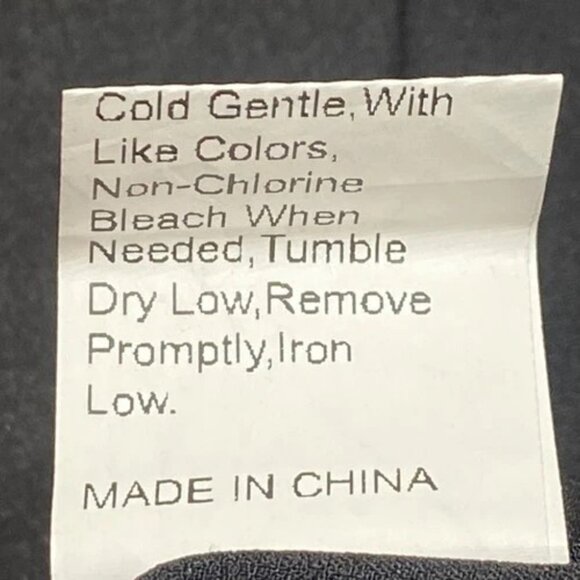 Cold Gentle,With
Like Colors,
Non-Chlorine
Bleach When
Needed,Tumble
Dry Low,Remove
Promptly,Iron
Low.
MADE IN CHINA